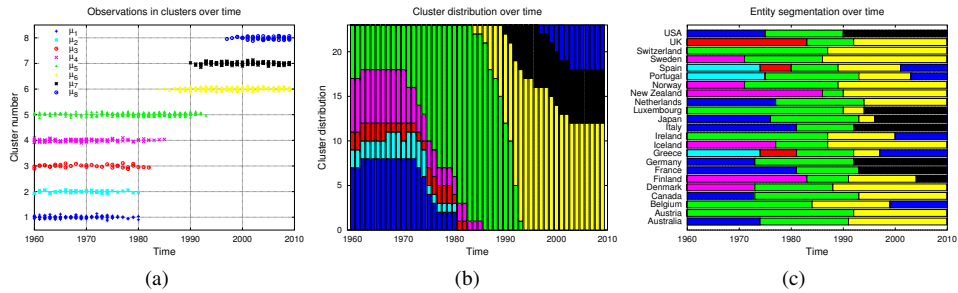 Observations in clusters over time
Cluster number
8
7
6
5
4
3
2
1
μ1
μ2
μ3
μ4
μ5
μ6
μ7
μ8
1960 1970 1980 1990 2000 2010
Time
(a)
Cluster distribution over time
Cluster distribution
20
15
10
5
0
1960 1970 1980 1990 2000 2010
Time
(b)
Entity segmentation over time
USA
UK
Switzerland
Sweden
Spain
Portugal
Norway
New Zealand
Netherlands
Luxembourg
Japan
Italy
Ireland
Iceland
Greece
Germany
France
Finland
Denmark
Canada
Belgium
Austria
Australia
1960 1970 1980 1990 2000 2010
Time
(c)